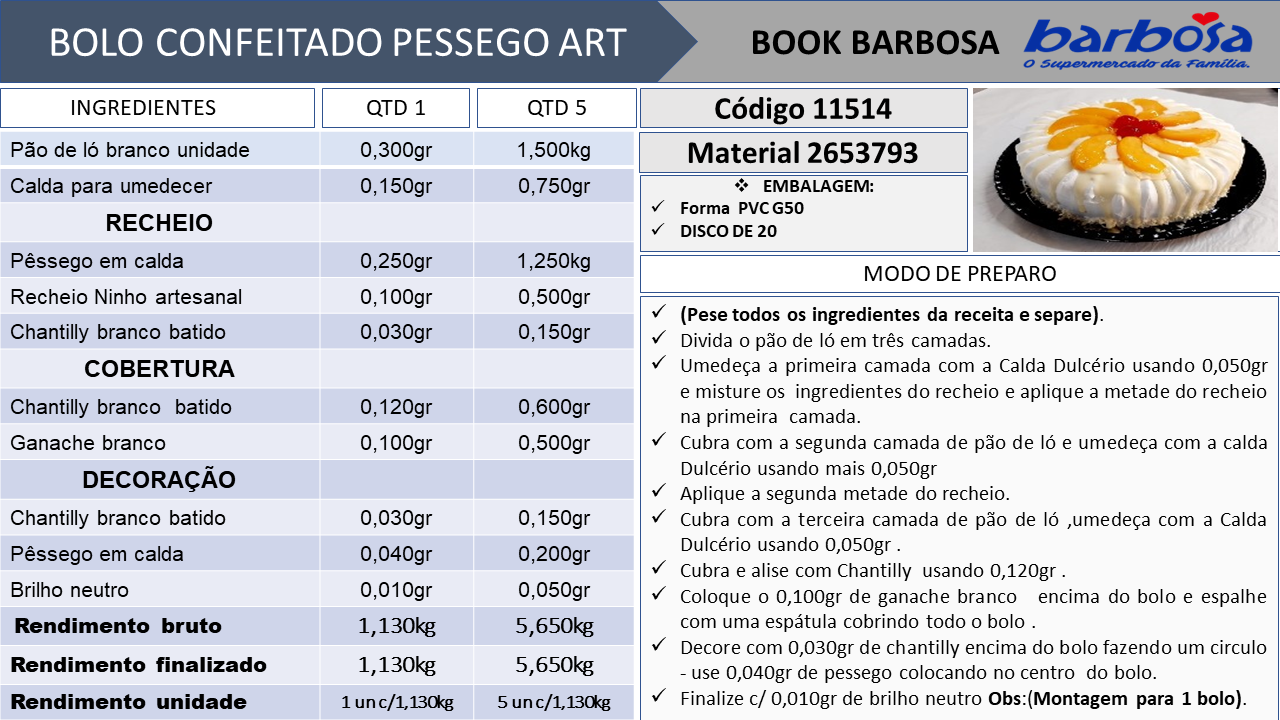 BOLO CONFEITADO PESSEGO ART
BOOK BARBOSA
barbosa
O Supermercado da Família.
INGREDIENTES QTD 1 QTD 5
Pão de ló branco unidade 0,300gr 1,500kg
Calda para umedecer 0,150gr 0,750gr
RECHEIO
Pêssego em calda 0,250gr 1,250kg
Recheio Ninho artesanal 0,100gr 0,500gr
Chantilly branco batido 0,030gr 0,150gr
COBERTURA
Chantilly branco batido 0,120gr 0,600gr
Ganache branco 0,100gr 0,500gr
DECORAÇÃO
Chantilly branco batido 0,030gr 0,150gr
Pêssego em calda 0,040gr 0,200gr
Brilho neutro 0,010gr 0,050gr
Rendimento bruto 1,130kg 5,650kg
Rendimento finalizado 1,130kg 5,650kg
Rendimento unidade 1 un c/1,130kg 5 un c/1,130kg
Código 11514
Material 2653793
❖ EMBALAGEM:
✓ Forma PVC G50
✓ DISCO DE 20
MODO DE PREPARO
✓ (Pese todos os ingredientes da receita e separe).
✓ Divida o pão de ló em três camadas.
✓ Umedeça a primeira camada com a Calda Dulcério usando 0,050gr
e misture os ingredientes do recheio e aplique a metade do recheio
na primeira camada.
✓ Cubra com a segunda camada de pão de ló e umedeça com a calda
Dulcério usando mais 0,050gr
✓ Aplique a segunda metade do recheio.
✓ Cubra com a terceira camada de pão de ló ,umedeça com a Calda
Dulcério usando 0,050gr .
✓ Cubra e alise com Chantilly usando 0,120gr .
✓ Coloque o 0,100gr de ganache branco encima do bolo e espalhe
com uma espátula cobrindo todo o bolo .
✓ Decore com 0,030gr de chantilly encima do bolo fazendo um circulo
- use 0,040gr de pessego colocando no centro do bolo.
✓ Finalize c/ 0,010gr de brilho neutro Obs:(Montagem para 1 bolo).